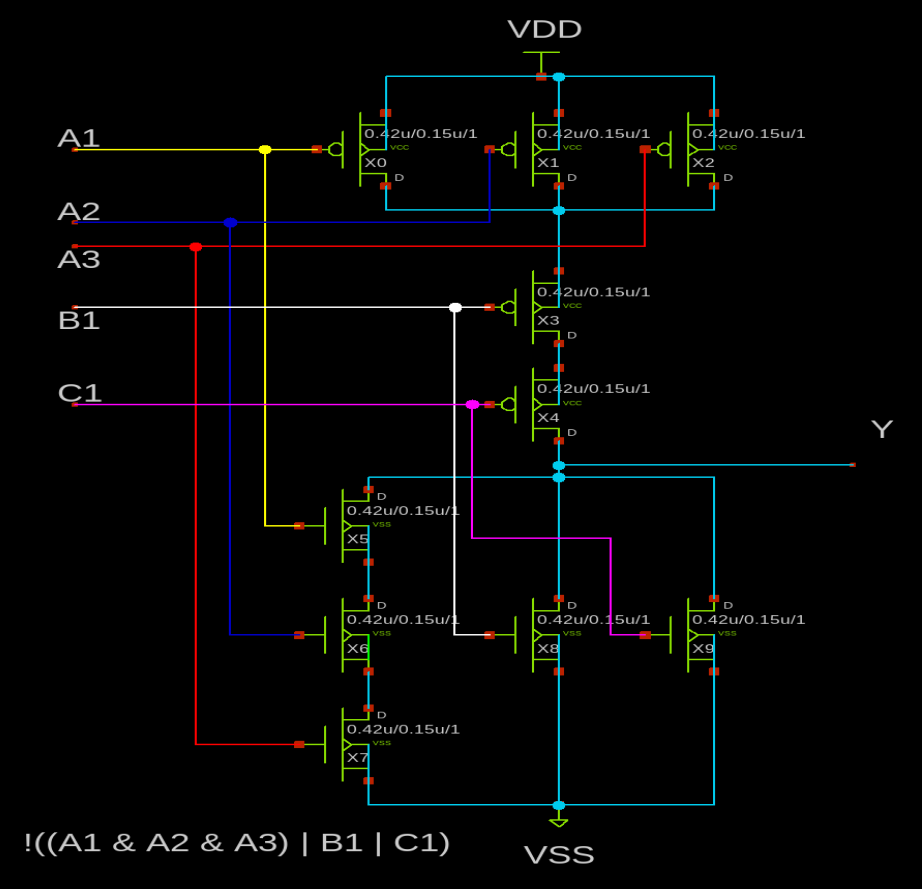 VDD
A1
0.42u/0.15u/1
VCC
X0
D
0.42u/0.15u/1
VCC
X1
D
0.42u/0.15u/1
VCC
X2
D
A2
A3
B1
0.42u/0.15u/1
VCC
X3
D
C1
0.42u/0.15u/1
VCC
X4
D
Y
D
0.42u/0.15u/1
VSS
X5
D
0.42u/0.15u/1
VSS
X6
D
0.42u/0.15u/1
VSS
X8
D
0.42u/0.15u/1
VSS
X9
D
0.42u/0.15u/1
VSS
X7
!((A1 & A2 & A3) | B1 | C1)
VSS